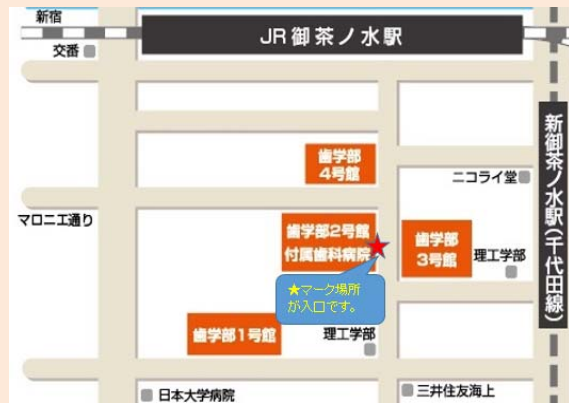 新宿
JR御茶ノ水駅
交番
新御茶ノ水駅(千代田線)
歯学部
4号館
ニコライ堂
マロニエ通り
歯学部2号館
付属歯科病院
歯学部
3号館
理工学部
★マーク場所
が入口です。
歯学部1号館
理工学部
日本大学病院
三井住友海上